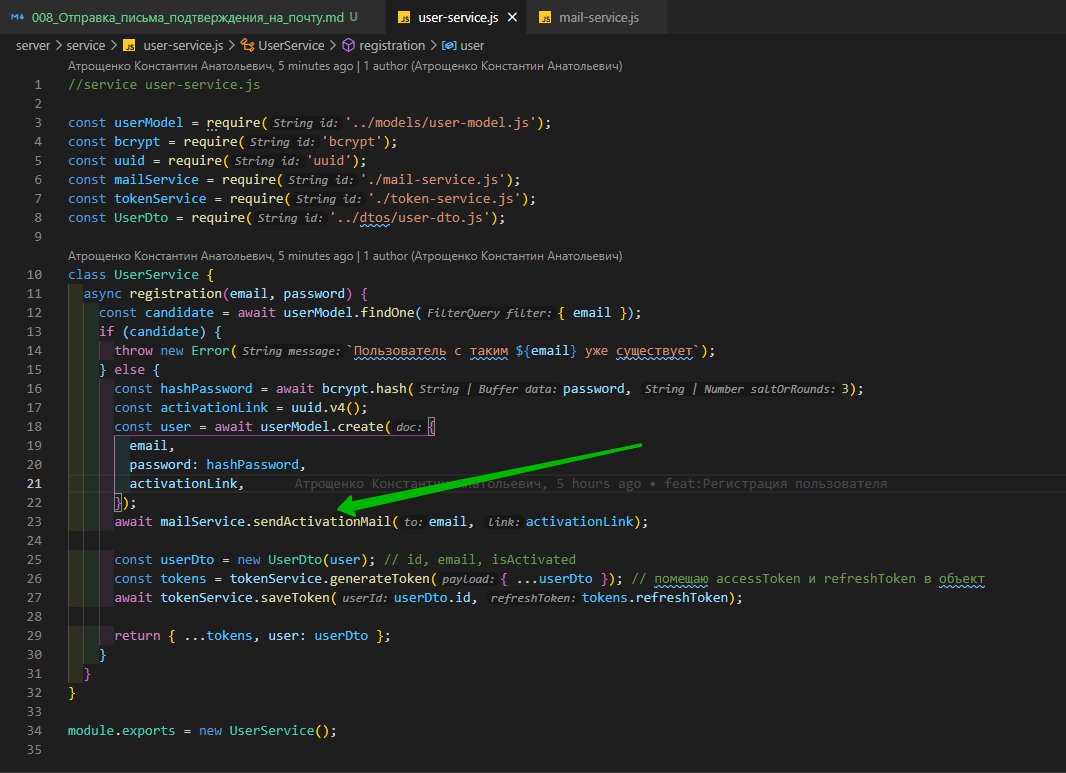 008_Отправка_письма_подтверждения_на_почту.md U
JS user-service.js ✕
JS mail-service.js
server > service > JS user-service.js > UserService > registration > user
Атрощенко Константин Анатольевич, 5 minutes ago | 1 author (Атрощенко Константин Анатольевич)
1 //service user-service.js
2
3 const userModel = require( String id: '../models/user-model.js');
4 const bcrypt = require( String id: 'bcrypt');
5 const uuid = require( String id: 'uuid');
6 const mailService = require( String id: './mail-service.js');
7 const tokenService = require( String id: './token-service.js');
8 const UserDto = require( String id: '../dtos/user-dto.js');
9
Атрощенко Константин Анатольевич, 5 minutes ago | 1 author (Атрощенко Константин Анатольевич)
10 class UserService {
11 async registration(email, password) {
12 const candidate = await userModel.findOne( FilterQuery filter: { email });
13 if (candidate) {
14 throw new Error( String message: `Пользователь с таким ${email} уже существует`);
15 } else {
16 const hashPassword = await bcrypt.hash( String | Buffer data: password, String | Number saltOrRounds: 3);
17 const activationLink = uuid.v4();
18 const user = await userModel.create( doc: {
19 email,
20 password: hashPassword,
21 activationLink, Атрощенко Константин Анатольевич, 5 hours ago • feat:Регистрация пользователя
22 });
23 await mailService.sendActivationMail( to: email, link: activationLink);
24
25 const userDto = new UserDto(user); // id, email, isActivated
26 const tokens = tokenService.generateToken( payload: { ...userDto }); // помещаю accessToken и refreshToken в объект
27 await tokenService.saveToken( userId: userDto.id, refreshToken: tokens.refreshToken);
28
29 return { ...tokens, user: userDto };
30 }
31 }
32 }
33
34 module.exports = new UserService();
35